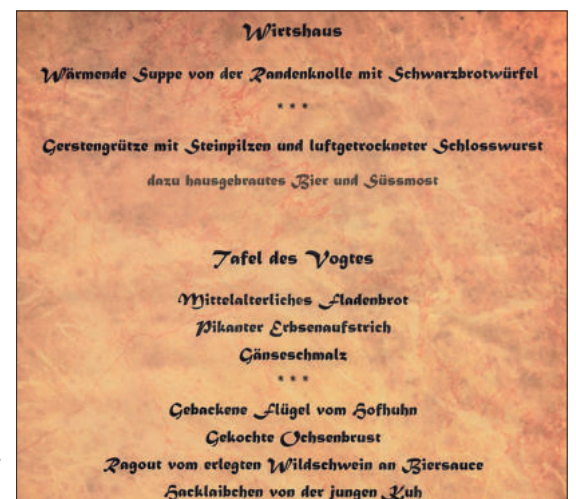 Wirtshaus
Wärmende Suppe von der Randenknolle mit Schwarzbrotwürfel
* * *
Gerstengrütze mit Steinpilzen und luftgetrockneter Schlosswurst
dazu hausgebrautes Bier und Süssmost
Tafel des Vogtes
Mittelalterliches Fladenbrot
Pikanter Erbsenaufstrich
Gänseschmalz
* * *
Gebackene Flügel vom Hofhuhn
Gekochte Ochsenbrust
Ragout vom erlegten Wildschwein an Biersauce
Hacklaibchen von der jungen Kuh